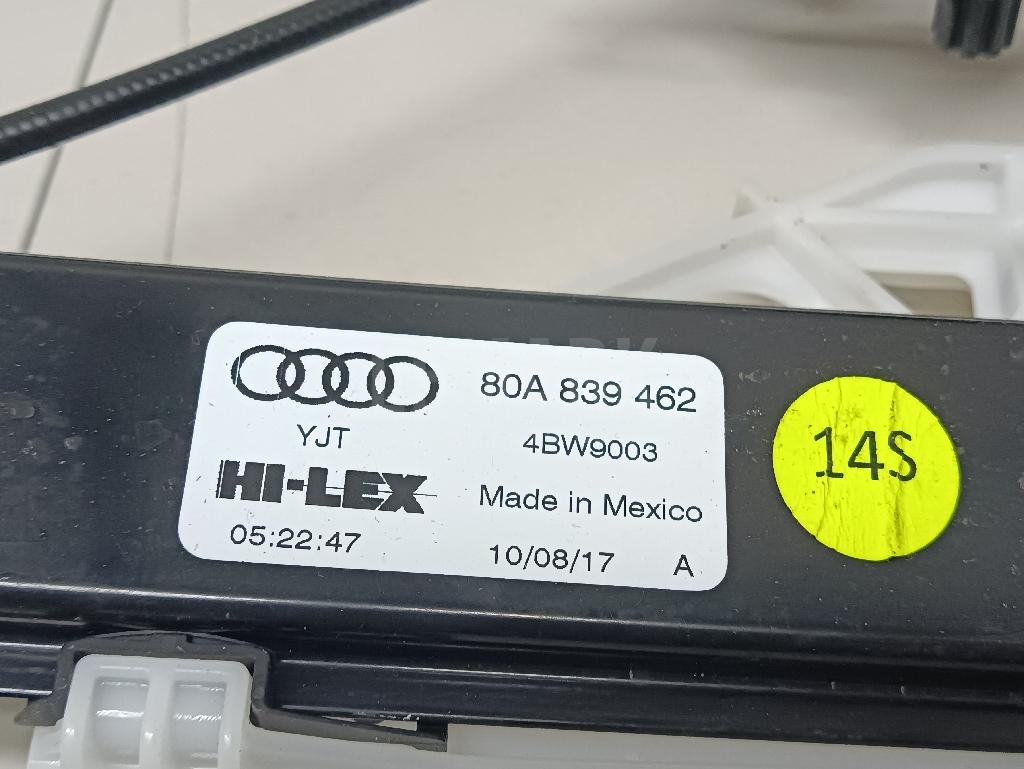 80A 839 462
YJT
4BW9003
HI-LEX
Made in Mexico
05:22:47
10/08/17
A
14S